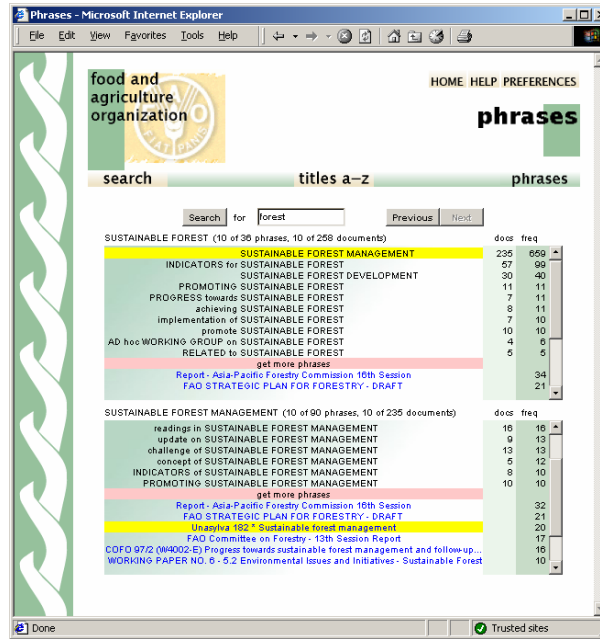 Phrases - Microsoft Internet Explorer
File Edit View Favorites Tools Help
food and
agriculture
organization
FAO
FIAT PANIS
HOME HELP PREFERENCES
phrases
search titles a–z phrases
Search for forest Previous Next
SUSTAINABLE FOREST (10 of 36 phrases, 10 of 258 documents) docs freq
SUSTAINABLE FOREST MANAGEMENT 235 659
INDICATORS for SUSTAINABLE FOREST 57 99
SUSTAINABLE FOREST DEVELOPMENT 30 40
PROMOTING SUSTAINABLE FOREST 11 11
PROGRESS towards SUSTAINABLE FOREST 7 11
achieving SUSTAINABLE FOREST 8 11
implementation of SUSTAINABLE FOREST 7 10
promote SUSTAINABLE FOREST 10 10
AD hoc WORKING GROUP on SUSTAINABLE FOREST 4 6
RELATED to SUSTAINABLE FOREST 5 5
get more phrases
Report - Asia-Pacific Forestry Commission 16th Session 34
FAO STRATEGIC PLAN FOR FORESTRY - DRAFT 21
SUSTAINABLE FOREST MANAGEMENT (10 of 90 phrases, 10 of 235 documents) docs freq
readings in SUSTAINABLE FOREST MANAGEMENT 16 16
update on SUSTAINABLE FOREST MANAGEMENT 9 13
challenge of SUSTAINABLE FOREST MANAGEMENT 13 13
concept of SUSTAINABLE FOREST MANAGEMENT 5 12
INDICATORS of SUSTAINABLE FOREST MANAGEMENT 8 10
PROMOTING SUSTAINABLE FOREST MANAGEMENT 10 10
get more phrases
Report - Asia-Pacific Forestry Commission 16th Session 32
FAO STRATEGIC PLAN FOR FORESTRY - DRAFT 21
Unasylva 182 * Sustainable forest management 20
FAO Committee on Forestry - 13th Session Report 17
COFO 97/2 (W4002-E) Progress towards sustainable forest management and follow-up... 16
WORKING PAPER NO. 6 - 5.2 Environmental Issues and Initiatives - Sustainable Forest 10
Done Trusted sites